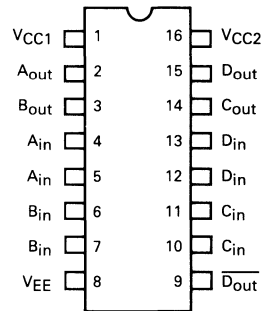 VCC1 1 16 VCC2
Aout 2 15 Dout
Bout 3 14 Cout
Ain 4 13 Din
Ain 5 12 Din
Bin 6 11 Cin
Bin 7 10 Cin
VEE 8 9 D̅o̅u̅t̅